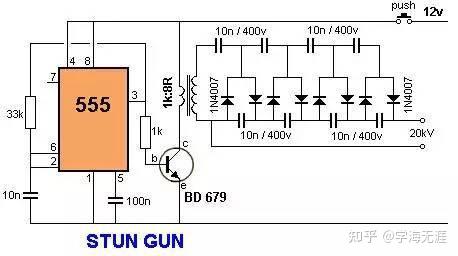 push
12v
10n / 400v
10n / 400v
4
8
7
555
3
33k
1k:8R
1N4007
1N4007
1k
10n / 400v
10n / 400v
20kV
6
2
b
c
e
BD 679
10n
1
5
100n
STUN GUN
知乎 @学海无涯